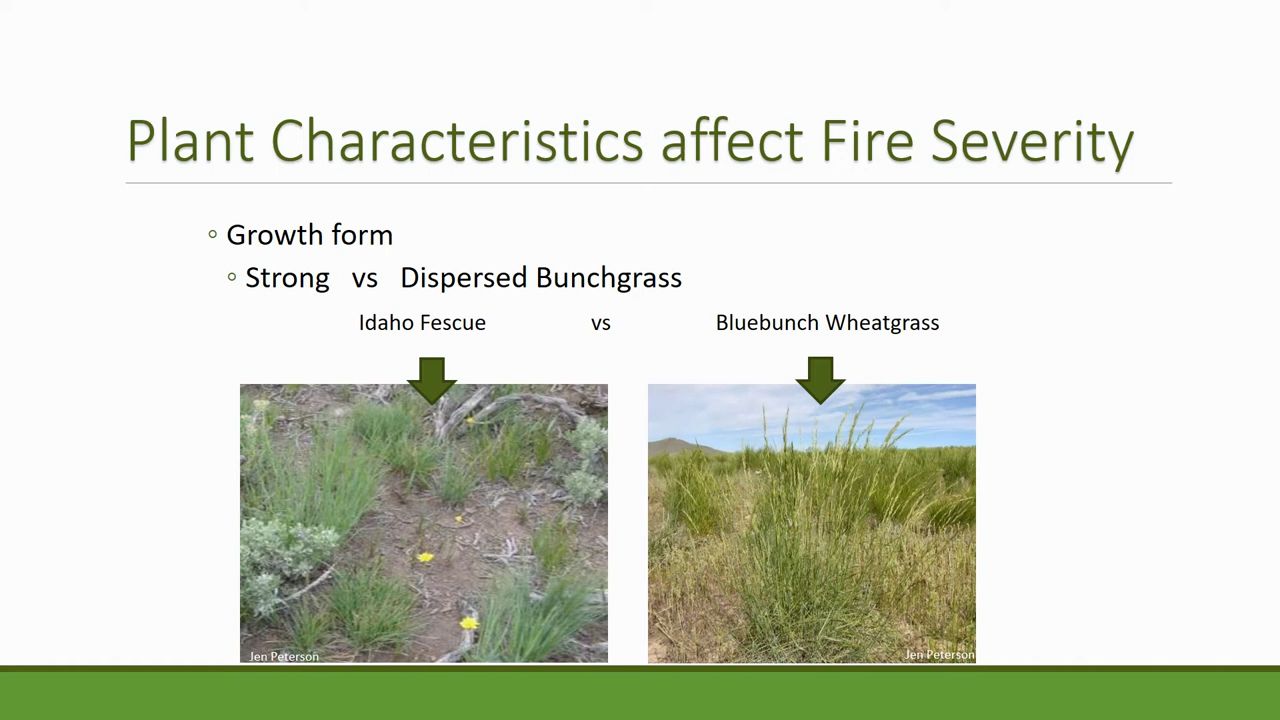 Plant Characteristics affect Fire Severity
Growth form
Strong vs Dispersed Bunchgrass
Idaho Fescue vs Bluebunch Wheatgrass
Jen Peterson
Jen Peterson